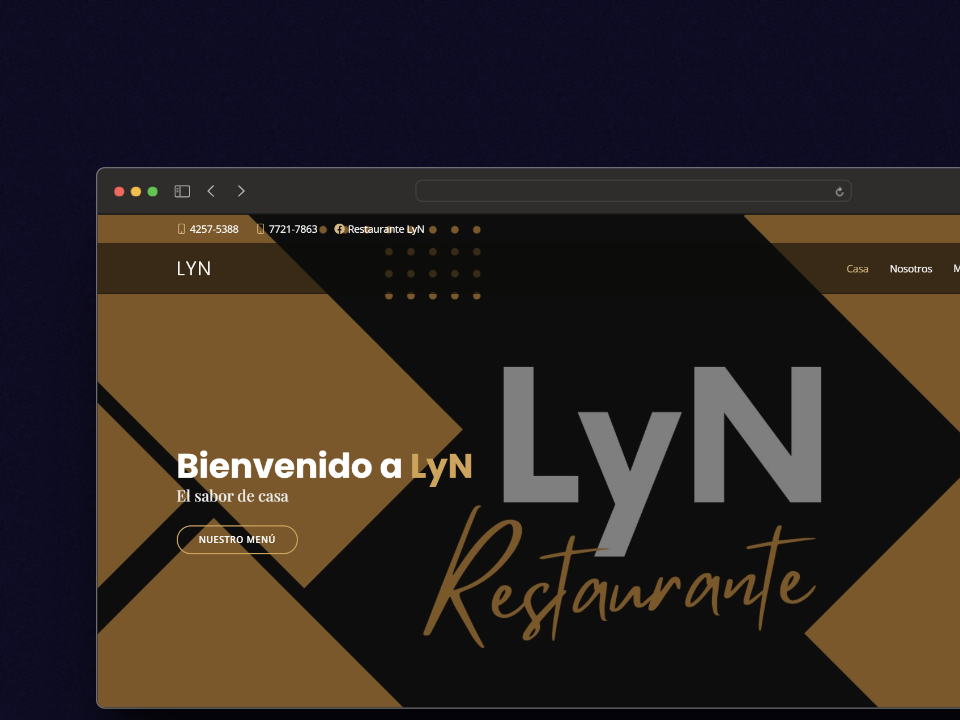 4257-5388 7721-7863 Restaurante LyN
LYN
Casa Nosotros
LyN
Restaurante
Bienvenido a LyN
El sabor de casa
NUESTRO MENÚ